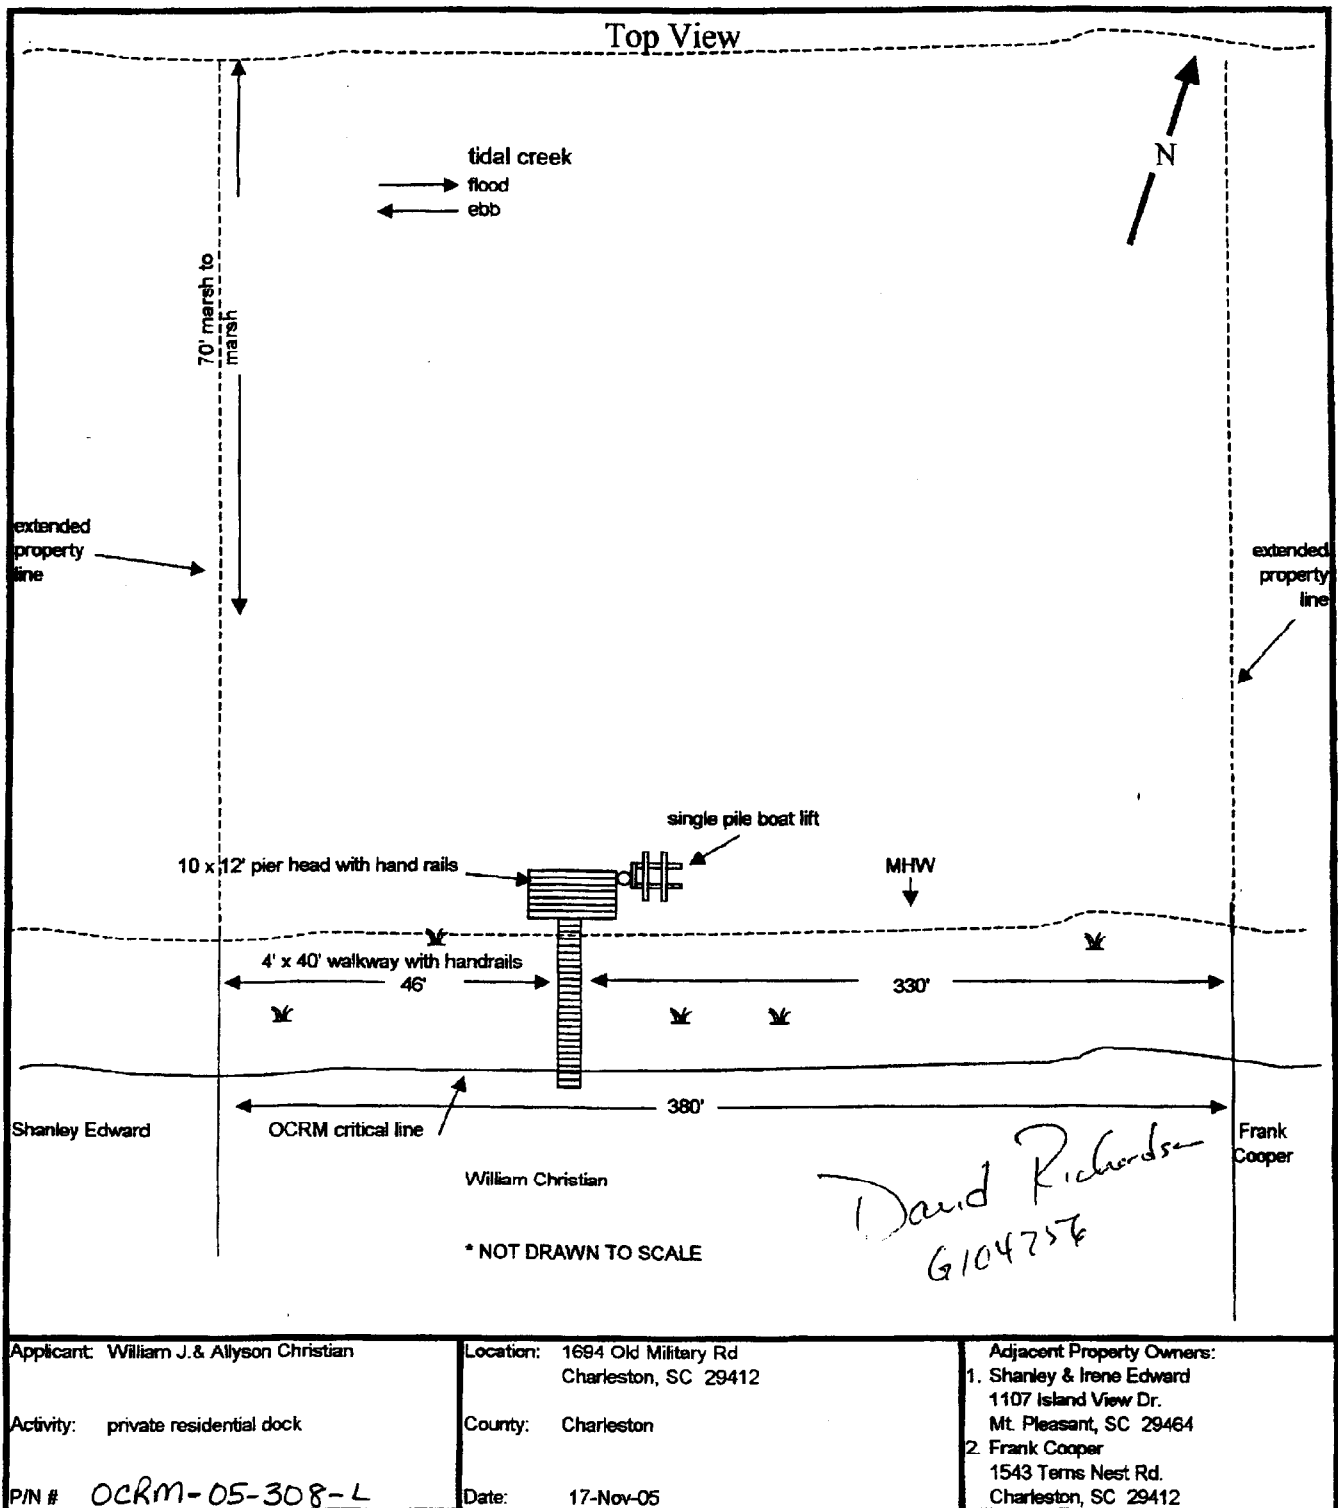 Top View
N
tidal creek
flood
ebb
70' marsh to
marsh
extended
property
line
extended
property
line
single pile boat lift
10 x 12' pier head with hand rails
MHW
4' x 40' walkway with handrails
46'
330'
380'
Shanley Edward
OCRM critical line
Frank
Cooper
William Christian
David Richardson
G104756
* NOT DRAWN TO SCALE
Applicant: William J.& Allyson Christian
Activity: private residential dock
P/N # OCRM-05-308-L
Location: 1694 Old Military Rd
Charleston, SC 29412
County: Charleston
Date: 17-Nov-05
Adjacent Property Owners:
1. Shanley & Irene Edward
1107 Island View Dr.
Mt. Pleasant, SC 29464
2. Frank Cooper
1543 Terns Nest Rd.
Charleston, SC 29412